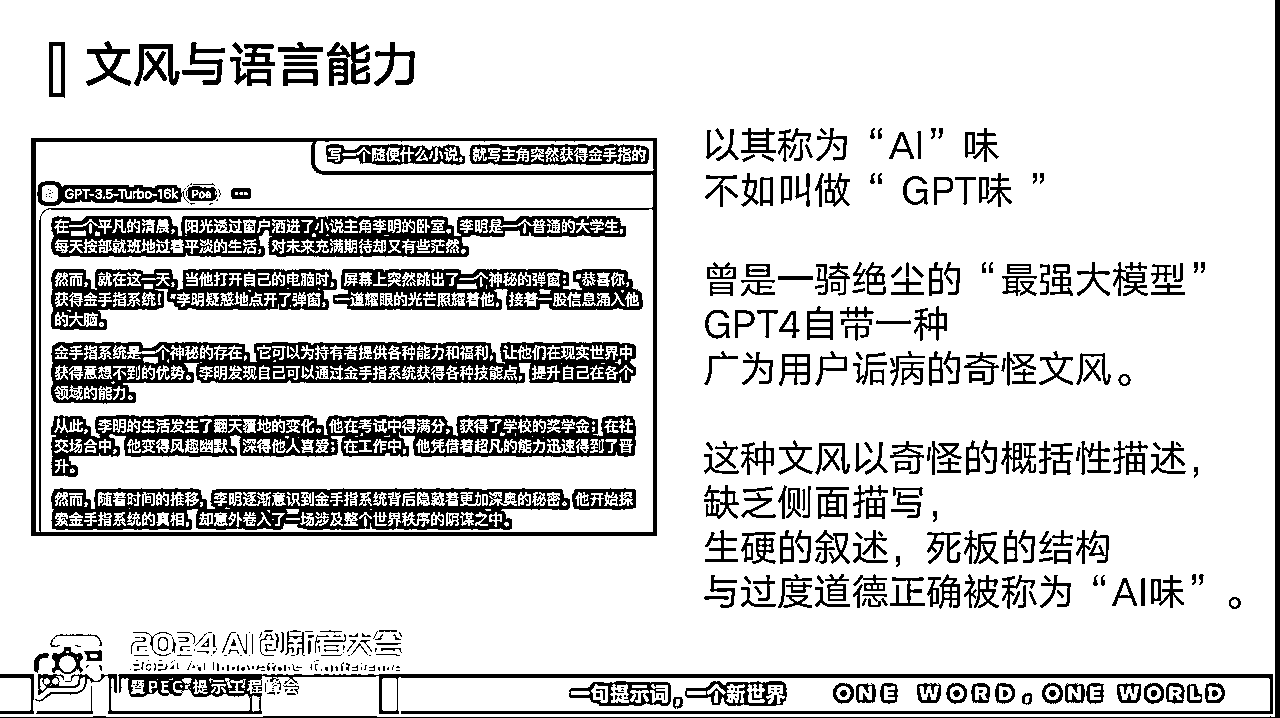 文风与语言能力
写一个随便什么小说，就写主角突然获得金手指的
GPT-3.5-Turbo-16k Poe
在一个平凡的清晨，阳光透过窗户洒进了小说主角李明的卧室。李明是一个普通的大学生，
每天按部就班地过着平淡的生活，对未来充满期待却又有些茫然。
然而，就在这一天，当他打开自己的电脑时，屏幕上突然跳出了一个神秘的弹窗："恭喜你，
获得金手指系统！"李明疑惑地点开了弹窗，一道耀眼的光芒照耀着他，接着一股信息涌入他
的大脑。
金手指系统是一个神秘的存在，它可以为持有者提供各种能力和福利，让他们在现实世界中
获得意想不到的优势。李明发现自己可以通过金手指系统获得各种技能点，提升自己在各个
领域的能力。
从此，李明的生活发生了翻天覆地的变化。他在考试中得满分，获得了学校的奖学金；在社
交场合中，他变得风趣幽默、深得他人喜爱；在工作中，他凭借着超凡的能力迅速得到了晋
升。
然而，随着时间的推移，李明逐渐意识到金手指系统背后隐藏着更加深奥的秘密。他开始探
索金手指系统的真相，却意外卷入了一场涉及整个世界秩序的阴谋之中。
以其称为“AI”味
不如叫做“ GPT味 ”
曾是一骑绝尘的“最强大模型”
GPT4自带一种
广为用户诟病的奇怪文风。
这种文风以奇怪的概括性描述，
缺乏侧面描写，
生硬的叙述，死板的结构
与过度道德正确被称为“AI味”。
2024 AI创新者大会
2024 AI Innovators Conference
暨PEC·提示工程峰会
一句提示词，一个新世界
ONE WORD，ONE WORLD